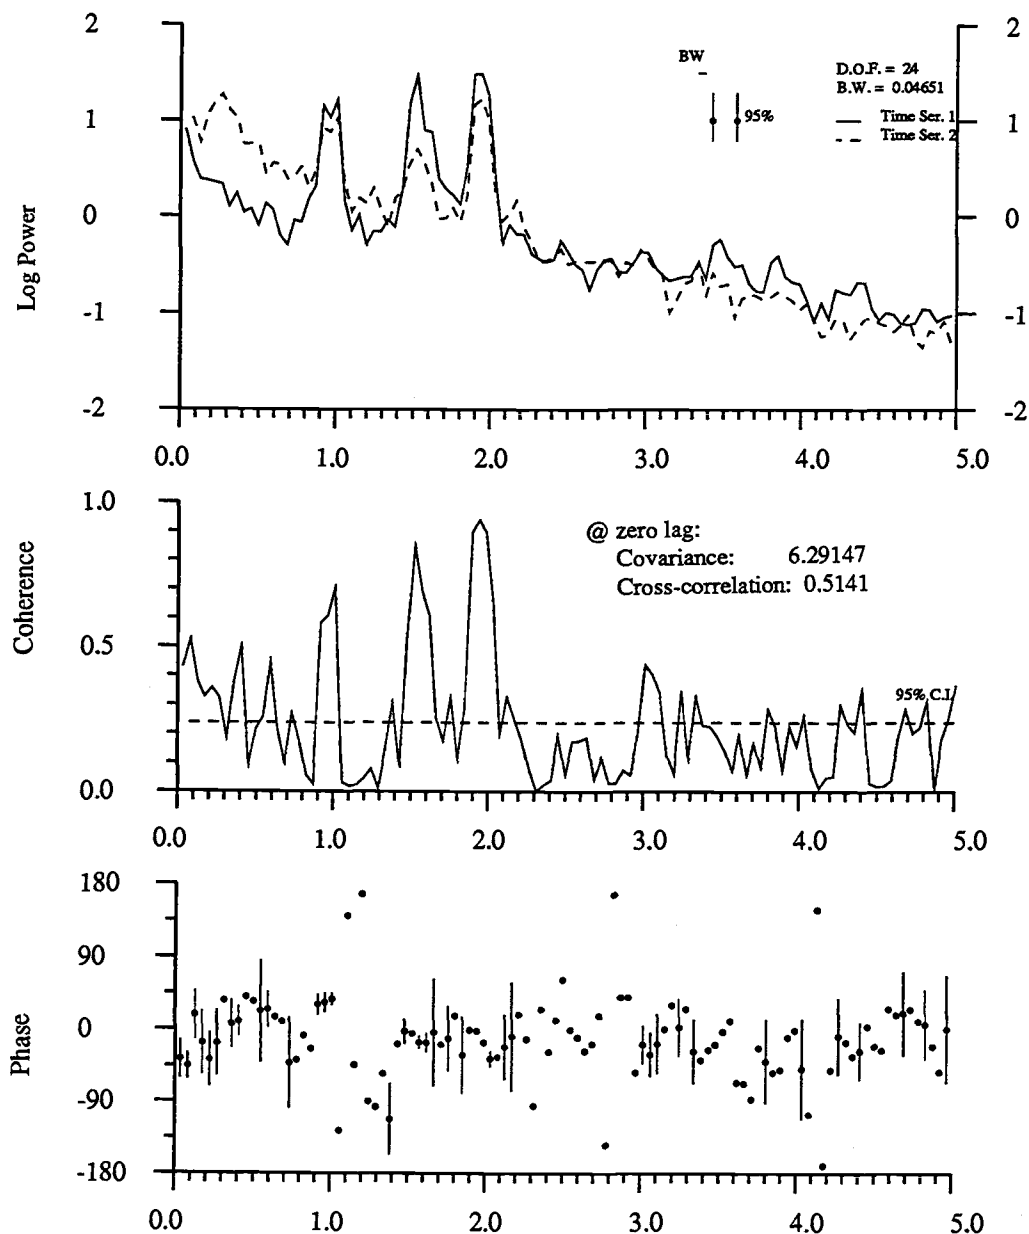 2
1
0
-1
-2
Log Power
BW
95%
D.O.F. = 24
B.W. = 0.04651
Time Ser. 1
Time Ser. 2
2
1
0
-1
-2
0.0 1.0 2.0 3.0 4.0 5.0
1.0
0.5
0.0
Coherence
@ zero lag:
Covariance: 6.29147
Cross-correlation: 0.5141
95% C.I.
0.0 1.0 2.0 3.0 4.0 5.0
180
90
0
-90
-180
Phase
0.0 1.0 2.0 3.0 4.0 5.0